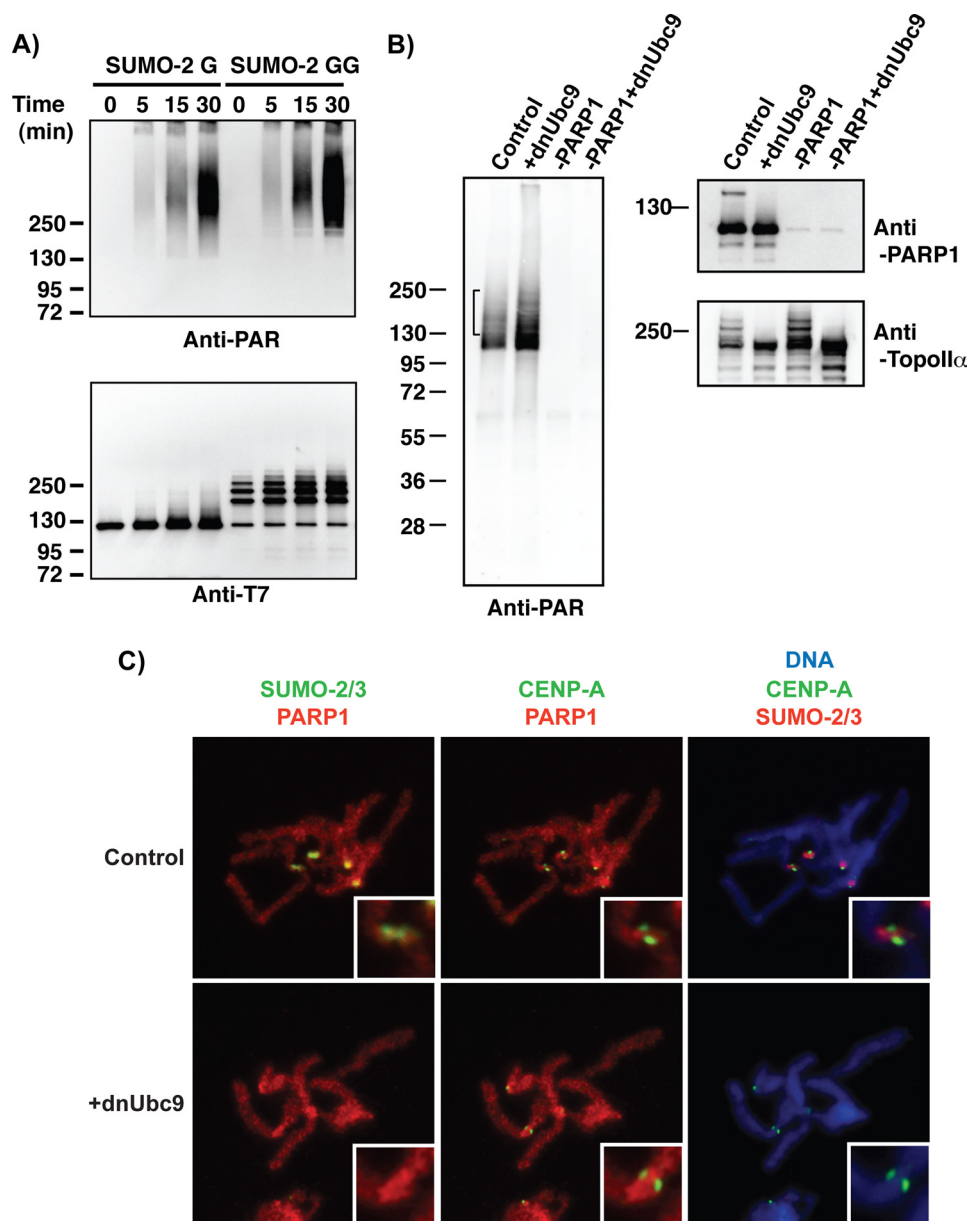 A)
SUMO-2 G SUMO-2 GG
Time 0 5 15 30 0 5 15 30
(min)
250
130
95
72
Anti-PAR
250
130
95
72
Anti-T7
B)
Control
+dnUbc9
-PARP1
-PARP1+dnUbc9
250
130
95
72
55
36
28
Anti-PAR
Control
+dnUbc9
-PARP1
-PARP1+dnUbc9
130
Anti
-PARP1
250
Anti
-TopoIIα
C)
SUMO-2/3
PARP1
CENP-A
PARP1
DNA
CENP-A
SUMO-2/3
Control
+dnUbc9